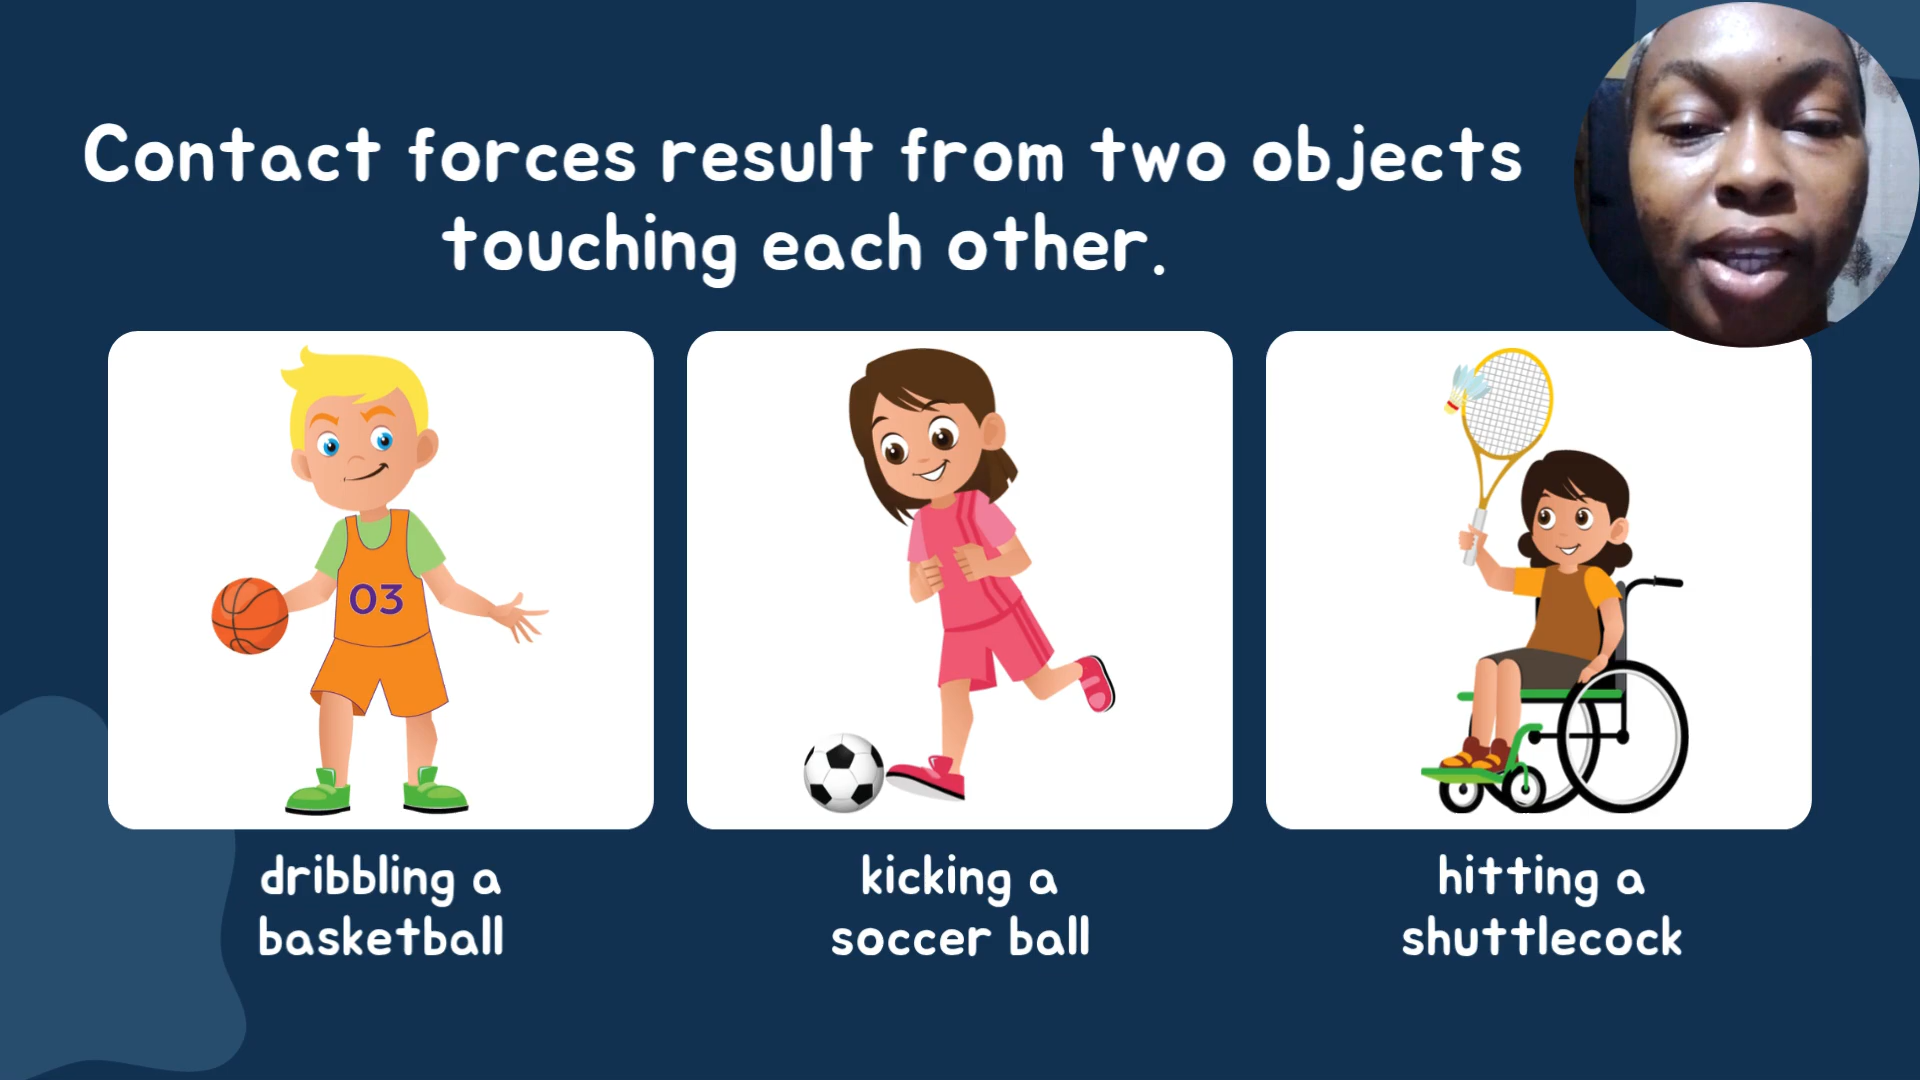 Contact forces result from two objects
touching each other.
03
dribbling a
basketball
kicking a
soccer ball
hitting a
shuttlecock